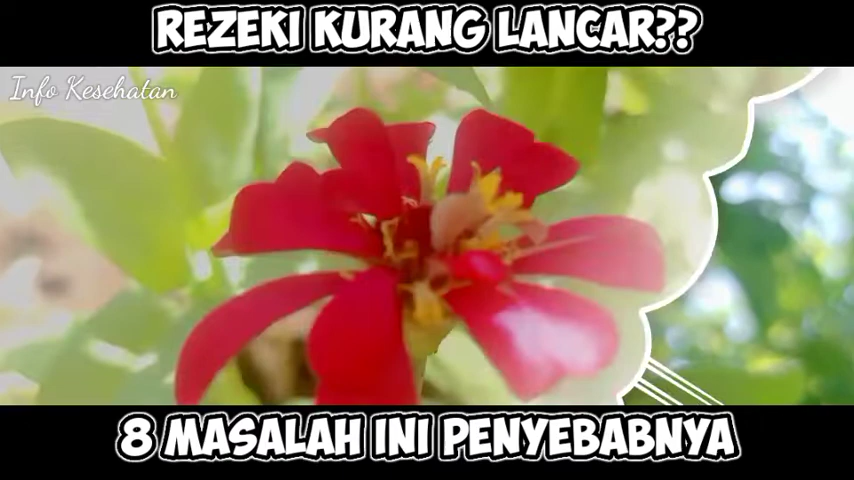 REZEKI KURANG LANCAR??
Info Kesehatan
8 MASALAH INI PENYEBABNYA